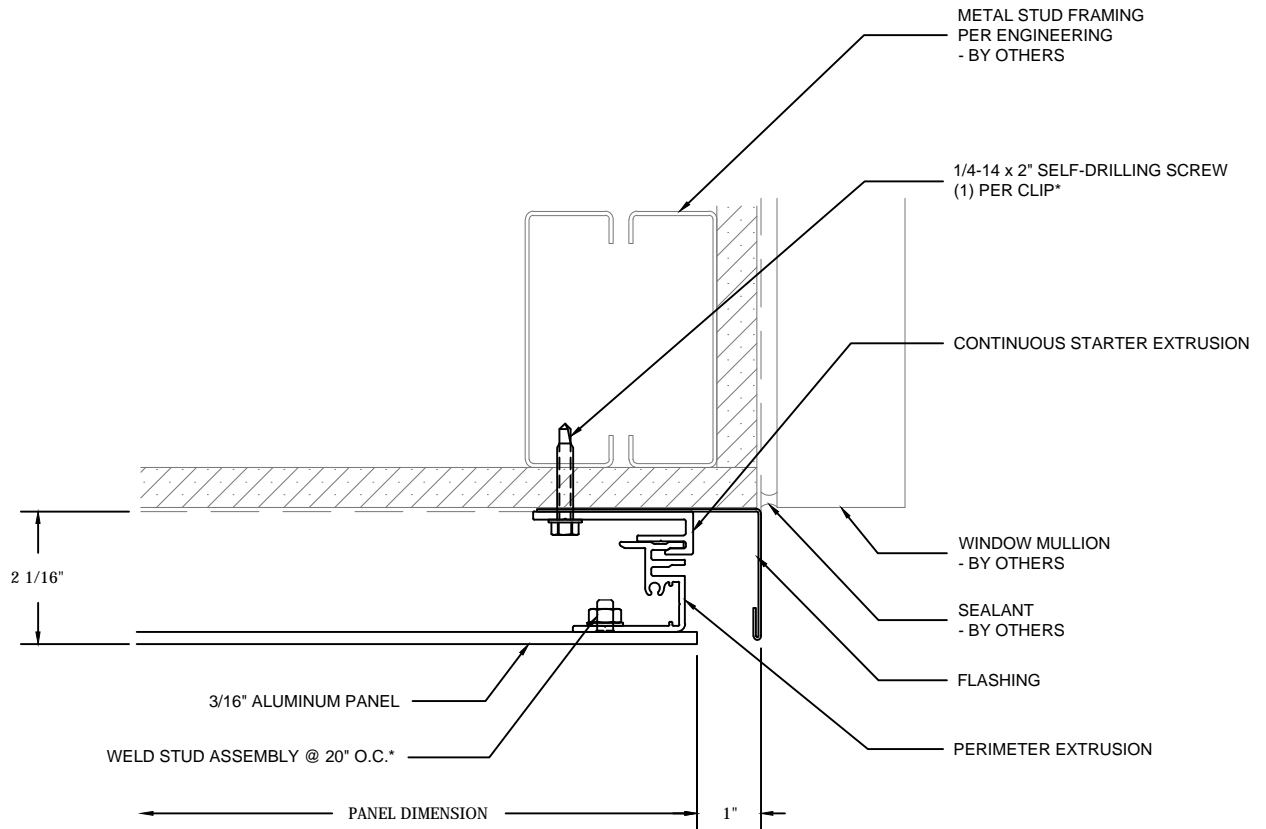 METAL STUD FRAMING
PER ENGINEERING
- BY OTHERS
1/4-14 x 2" SELF-DRILLING SCREW
(1) PER CLIP*
CONTINUOUS STARTER EXTRUSION
WINDOW MULLION
- BY OTHERS
2 1/16"
SEALANT
- BY OTHERS
FLASHING
3/16" ALUMINUM PANEL
PERIMETER EXTRUSION
WELD STUD ASSEMBLY @ 20" O.C.*
PANEL DIMENSION
1"